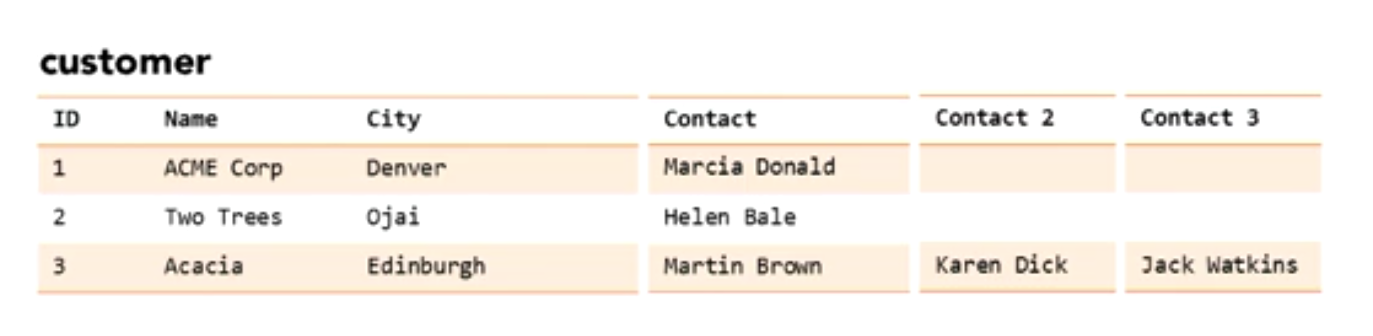 customer
ID Name City Contact Contact 2 Contact 3
1 ACME Corp Denver Marcia Donald
2 Two Trees Ojai Helen Bale
3 Acacia Edinburgh Martin Brown Karen Dick Jack Watkins